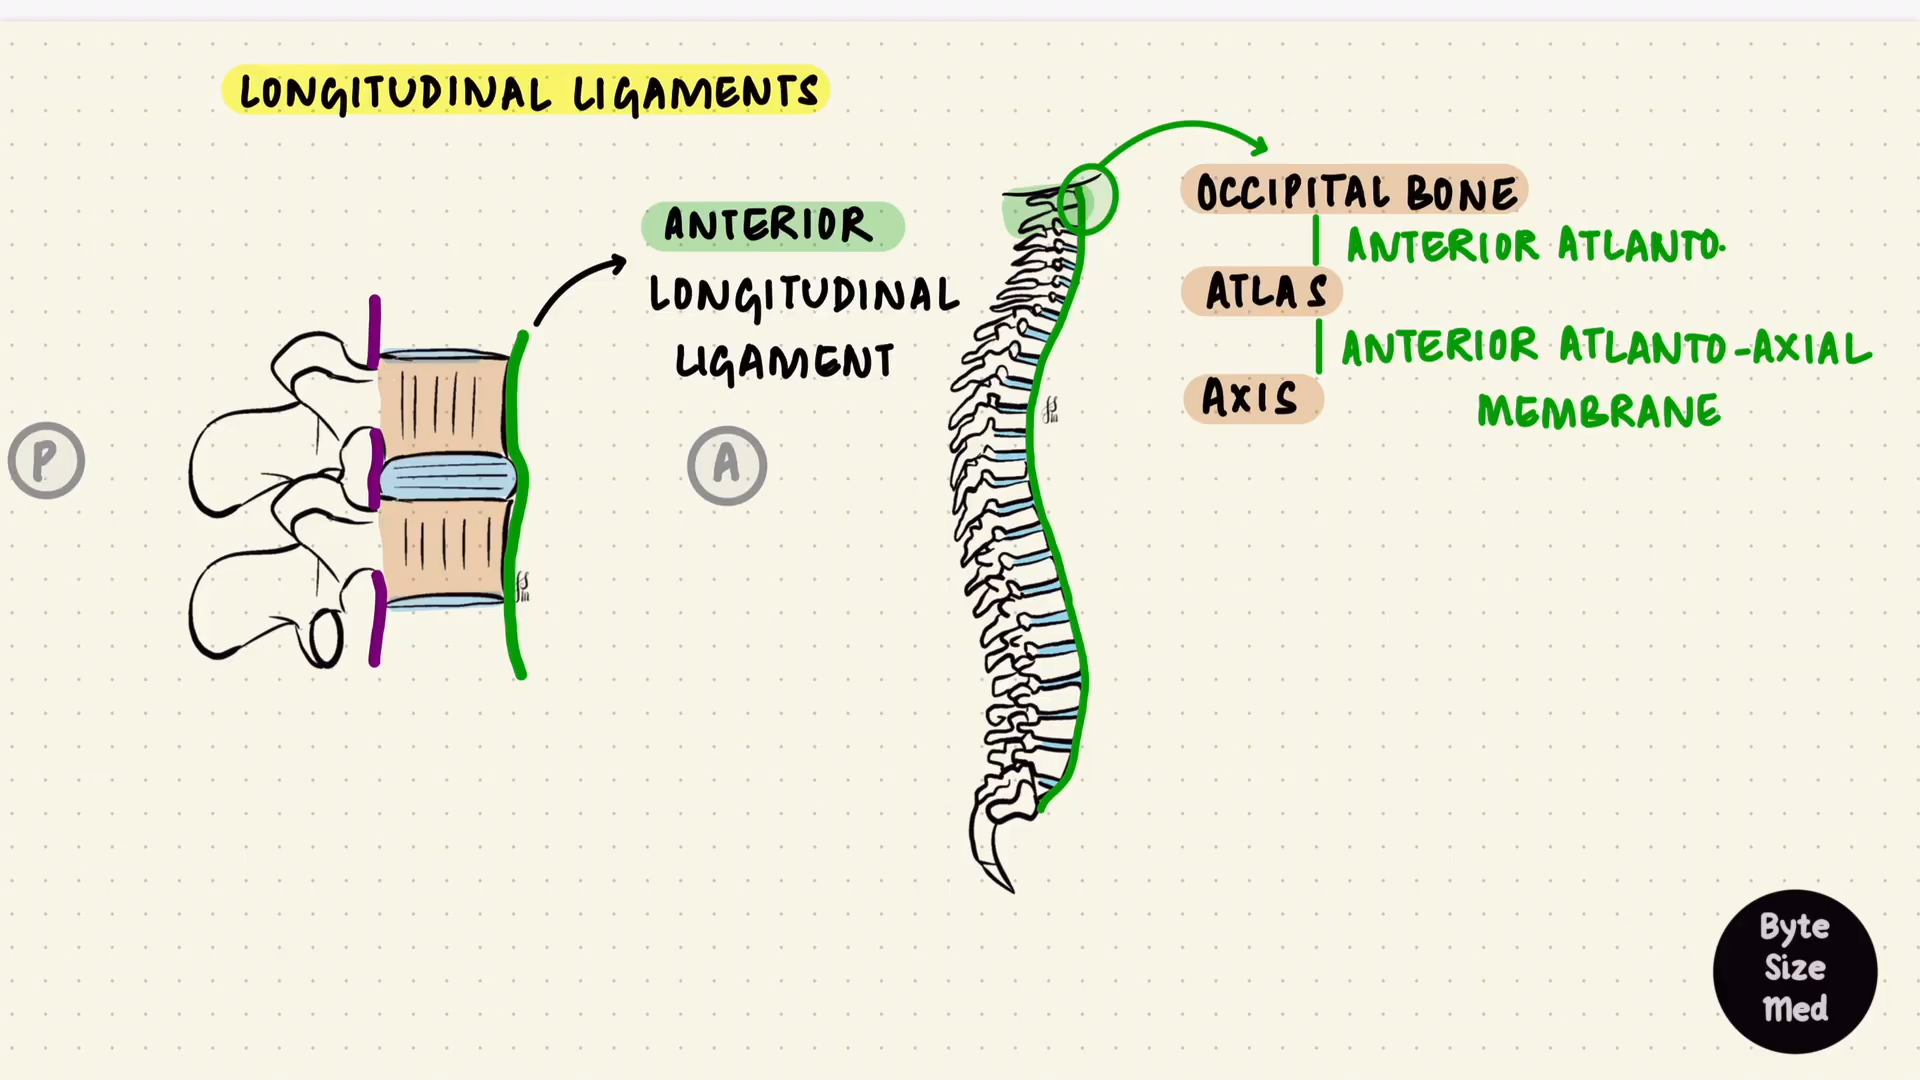 LONGITUDINAL LIGAMENTS
ANTERIOR
LONGITUDINAL
LIGAMENT
P
A
OCCIPITAL BONE
ANTERIOR ATLANTO-
ATLAS
ANTERIOR ATLANTO-AXIAL
MEMBRANE
AXIS
Byte
Size
Med